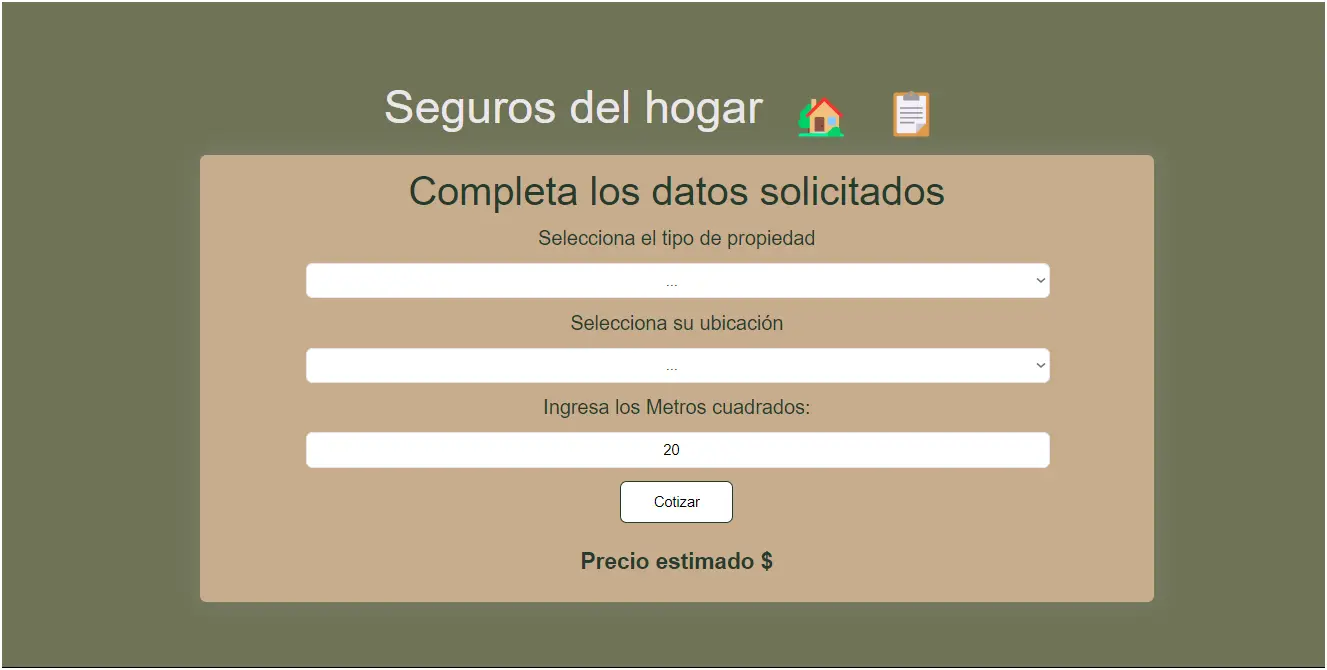 Seguros del hogar
Completa los datos solicitados
Selecciona el tipo de propiedad
...
Selecciona su ubicación
...
Ingresa los Metros cuadrados:
20
Cotizar
Precio estimado $